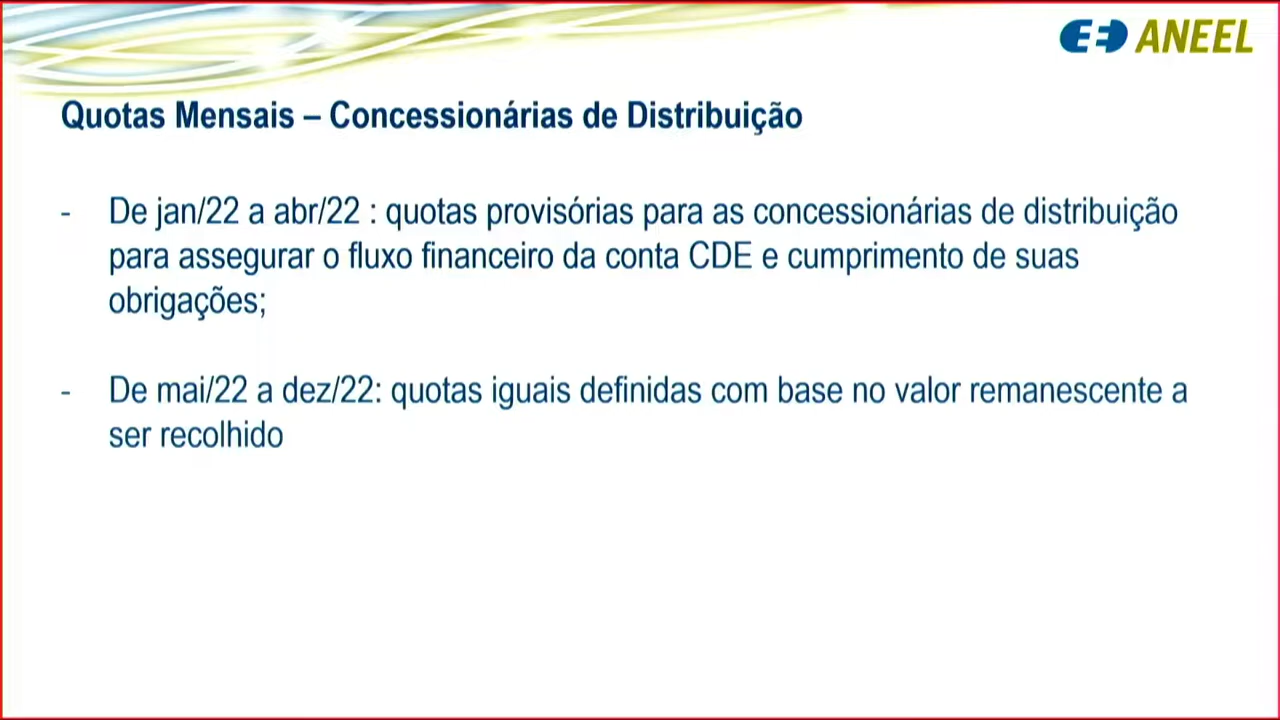 ANEEL
Quotas Mensais – Concessionárias de Distribuição
- De jan/22 a abr/22 : quotas provisórias para as concessionárias de distribuição
para assegurar o fluxo financeiro da conta CDE e cumprimento de suas
obrigações;
- De mai/22 a dez/22: quotas iguais definidas com base no valor remanescente a
ser recolhido